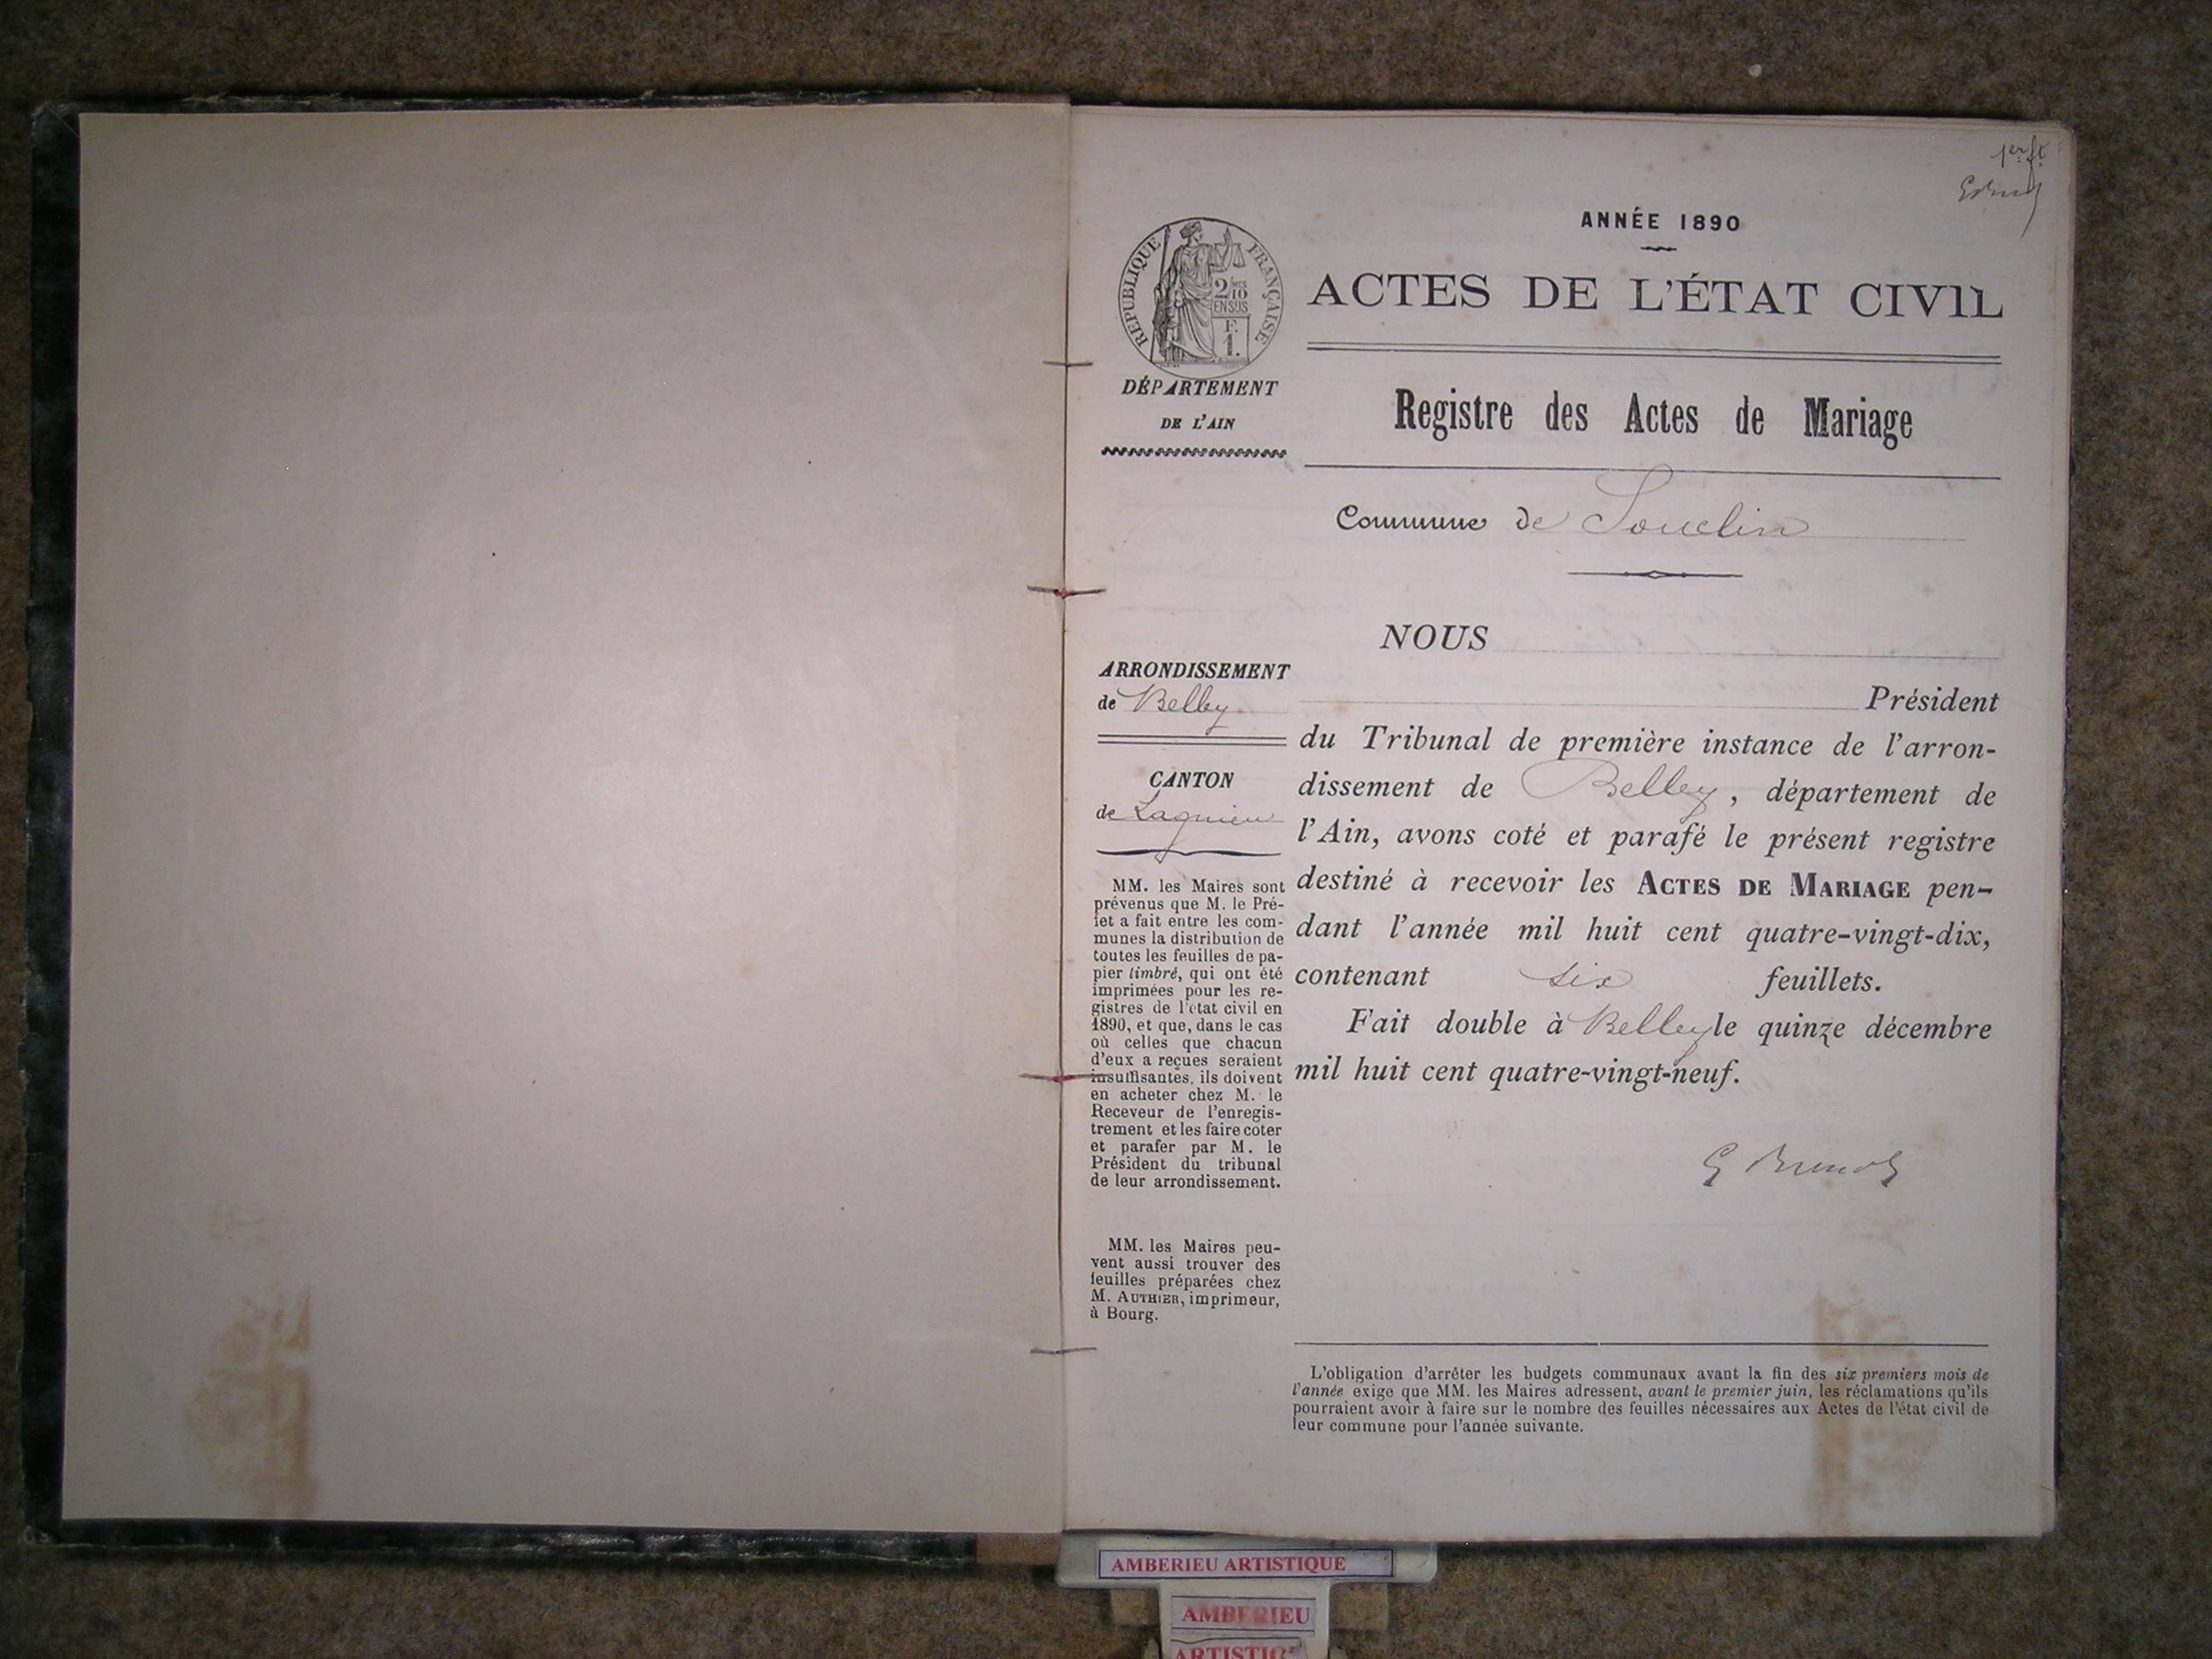 1er ft
ANNÉE 1890
RÉPUBLIQUE FRANÇAISE
2/10 MES
EN SUS
F.
1.
ACTES DE L'ÉTAT CIVIL
DÉPARTEMENT
DE L'AIN
Registre des Actes de Mariage
Commune de Souclin
NOUS
ARRONDISSEMENT
de Belley
CANTON
de Lagnieu
MM. les Maires sont
prévenus que M. le Pré-
fet a fait entre les com-
munes la distribution de
toutes les feuilles de pa-
pier timbré, qui ont été
imprimées pour les re-
gistres de l'état civil en
1890, et que, dans le cas
où celles que chacun
d'eux a reçues seraient
insuffisantes, ils doivent
en acheter chez M. le
Receveur de l'enregis-
trement et les faire coter
et parafer par M. le
Président du tribunal
de leur arrondissement.
MM. les Maires peu-
vent aussi trouver des
feuilles préparées chez
M. AUTHIER, imprimeur,
à Bourg.
Président
du Tribunal de première instance de l'arron-
dissement de Belley, département de
l'Ain, avons coté et parafé le présent registre
destiné à recevoir les ACTES DE MARIAGE pen-
dant l'année mil huit cent quatre-vingt-dix,
contenant six feuillets.
Fait double à Belley le quinze décembre
mil huit cent quatre-vingt-neuf.
L'obligation d'arrêter les budgets communaux avant la fin des six premiers mois de
l'année exige que MM. les Maires adressent, avant le premier juin, les réclamations qu'ils
pourraient avoir à faire sur le nombre des feuilles nécessaires aux Actes de l'état civil de
leur commune pour l'année suivante.
AMBERIEU ARTISTIQUE
AMBERIEU
ARTISTIQUE